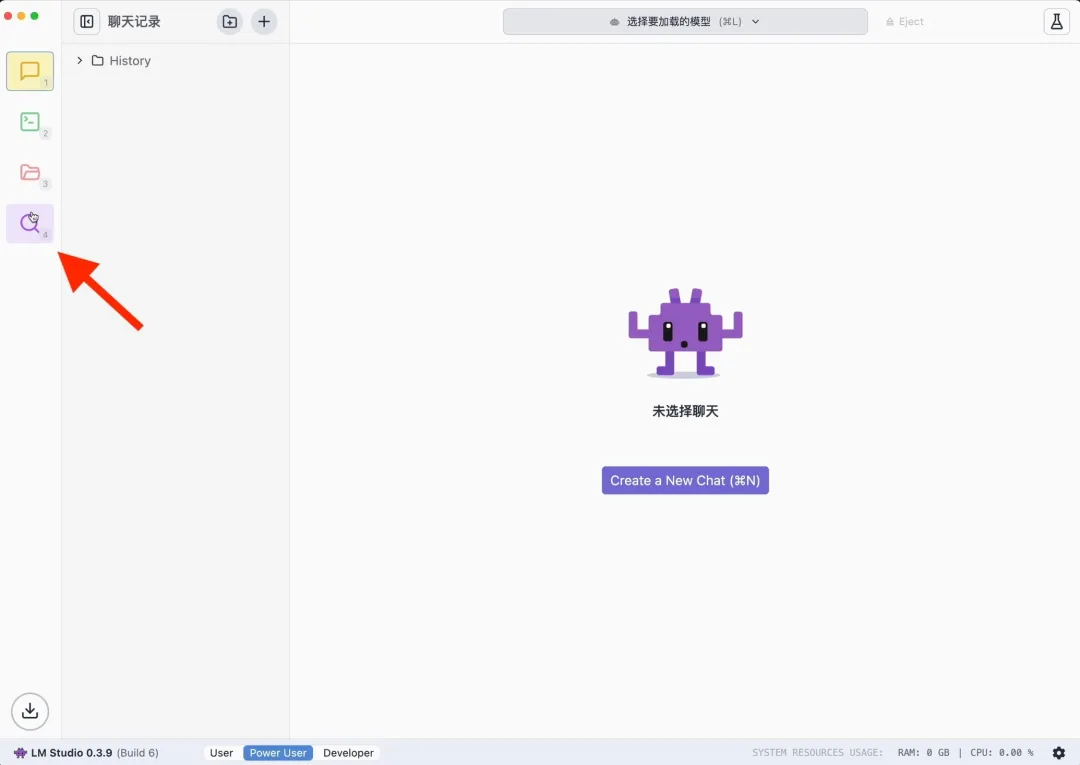 聊天记录
选择要加载的模型 (⌘L)
Eject
1
History
2
3
4
未选择聊天
Create a New Chat (⌘N)
LM Studio 0.3.9 (Build 6)
User Power User Developer
SYSTEM RESOURCES USAGE: RAM: 0 GB | CPU: 0.00 %